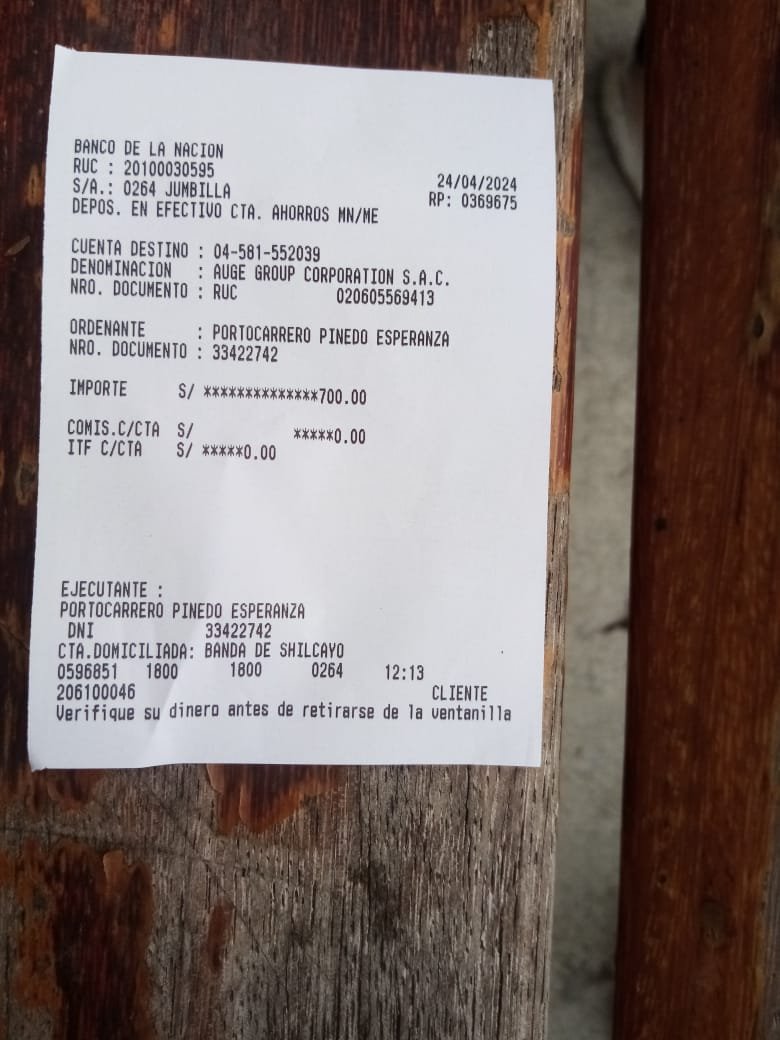 BANCO DE LA NACION
RUC : 20100030595
S/A.: 0264 JUMBILLA 24/04/2024
DEPOS. EN EFECTIVO CTA. AHORROS MN/ME RP: 0369675
CUENTA DESTINO : 04-581-552039
DENOMINACION : AUGE GROUP CORPORATION S.A.C.
NRO. DOCUMENTO : RUC 020605569413
ORDENANTE : PORTOCARRERO PINEDO ESPERANZA
NRO. DOCUMENTO : 33422742
IMPORTE S/ **************700.00
COMIS.C/CTA S/ *****0.00
ITF C/CTA S/ *****0.00
EJECUTANTE :
PORTOCARRERO PINEDO ESPERANZA
DNI 33422742
CTA.DOMICILIADA: BANDA DE SHILCAYO
0596851 1800 1800 0264 12:13
206100046 CLIENTE
Verifique su dinero antes de retirarse de la ventanilla